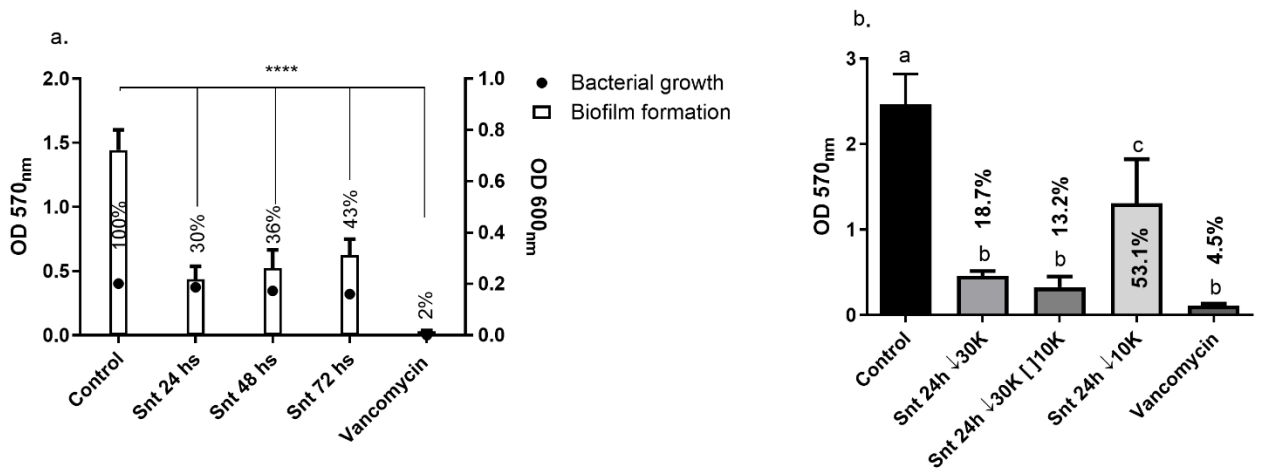 a.
****
2.0
1.5
1.0
0.5
0.0
OD 570nm
100%
30%
36%
43%
2%
1.0
0.8
0.6
0.4
0.2
0.0
OD 600nm
Control
Snt 24 hs
Snt 48 hs
Snt 72 hs
Vancomycin
Bacterial growth
Biofilm formation
b.
3
2
1
0
OD 570nm
a
b
18.7%
b
13.2%
c
53.1%
b
4.5%
Control
Snt 24h ↓30K
Snt 24h ↓30K [ ]10K
Snt 24h ↓10K
Vancomycin